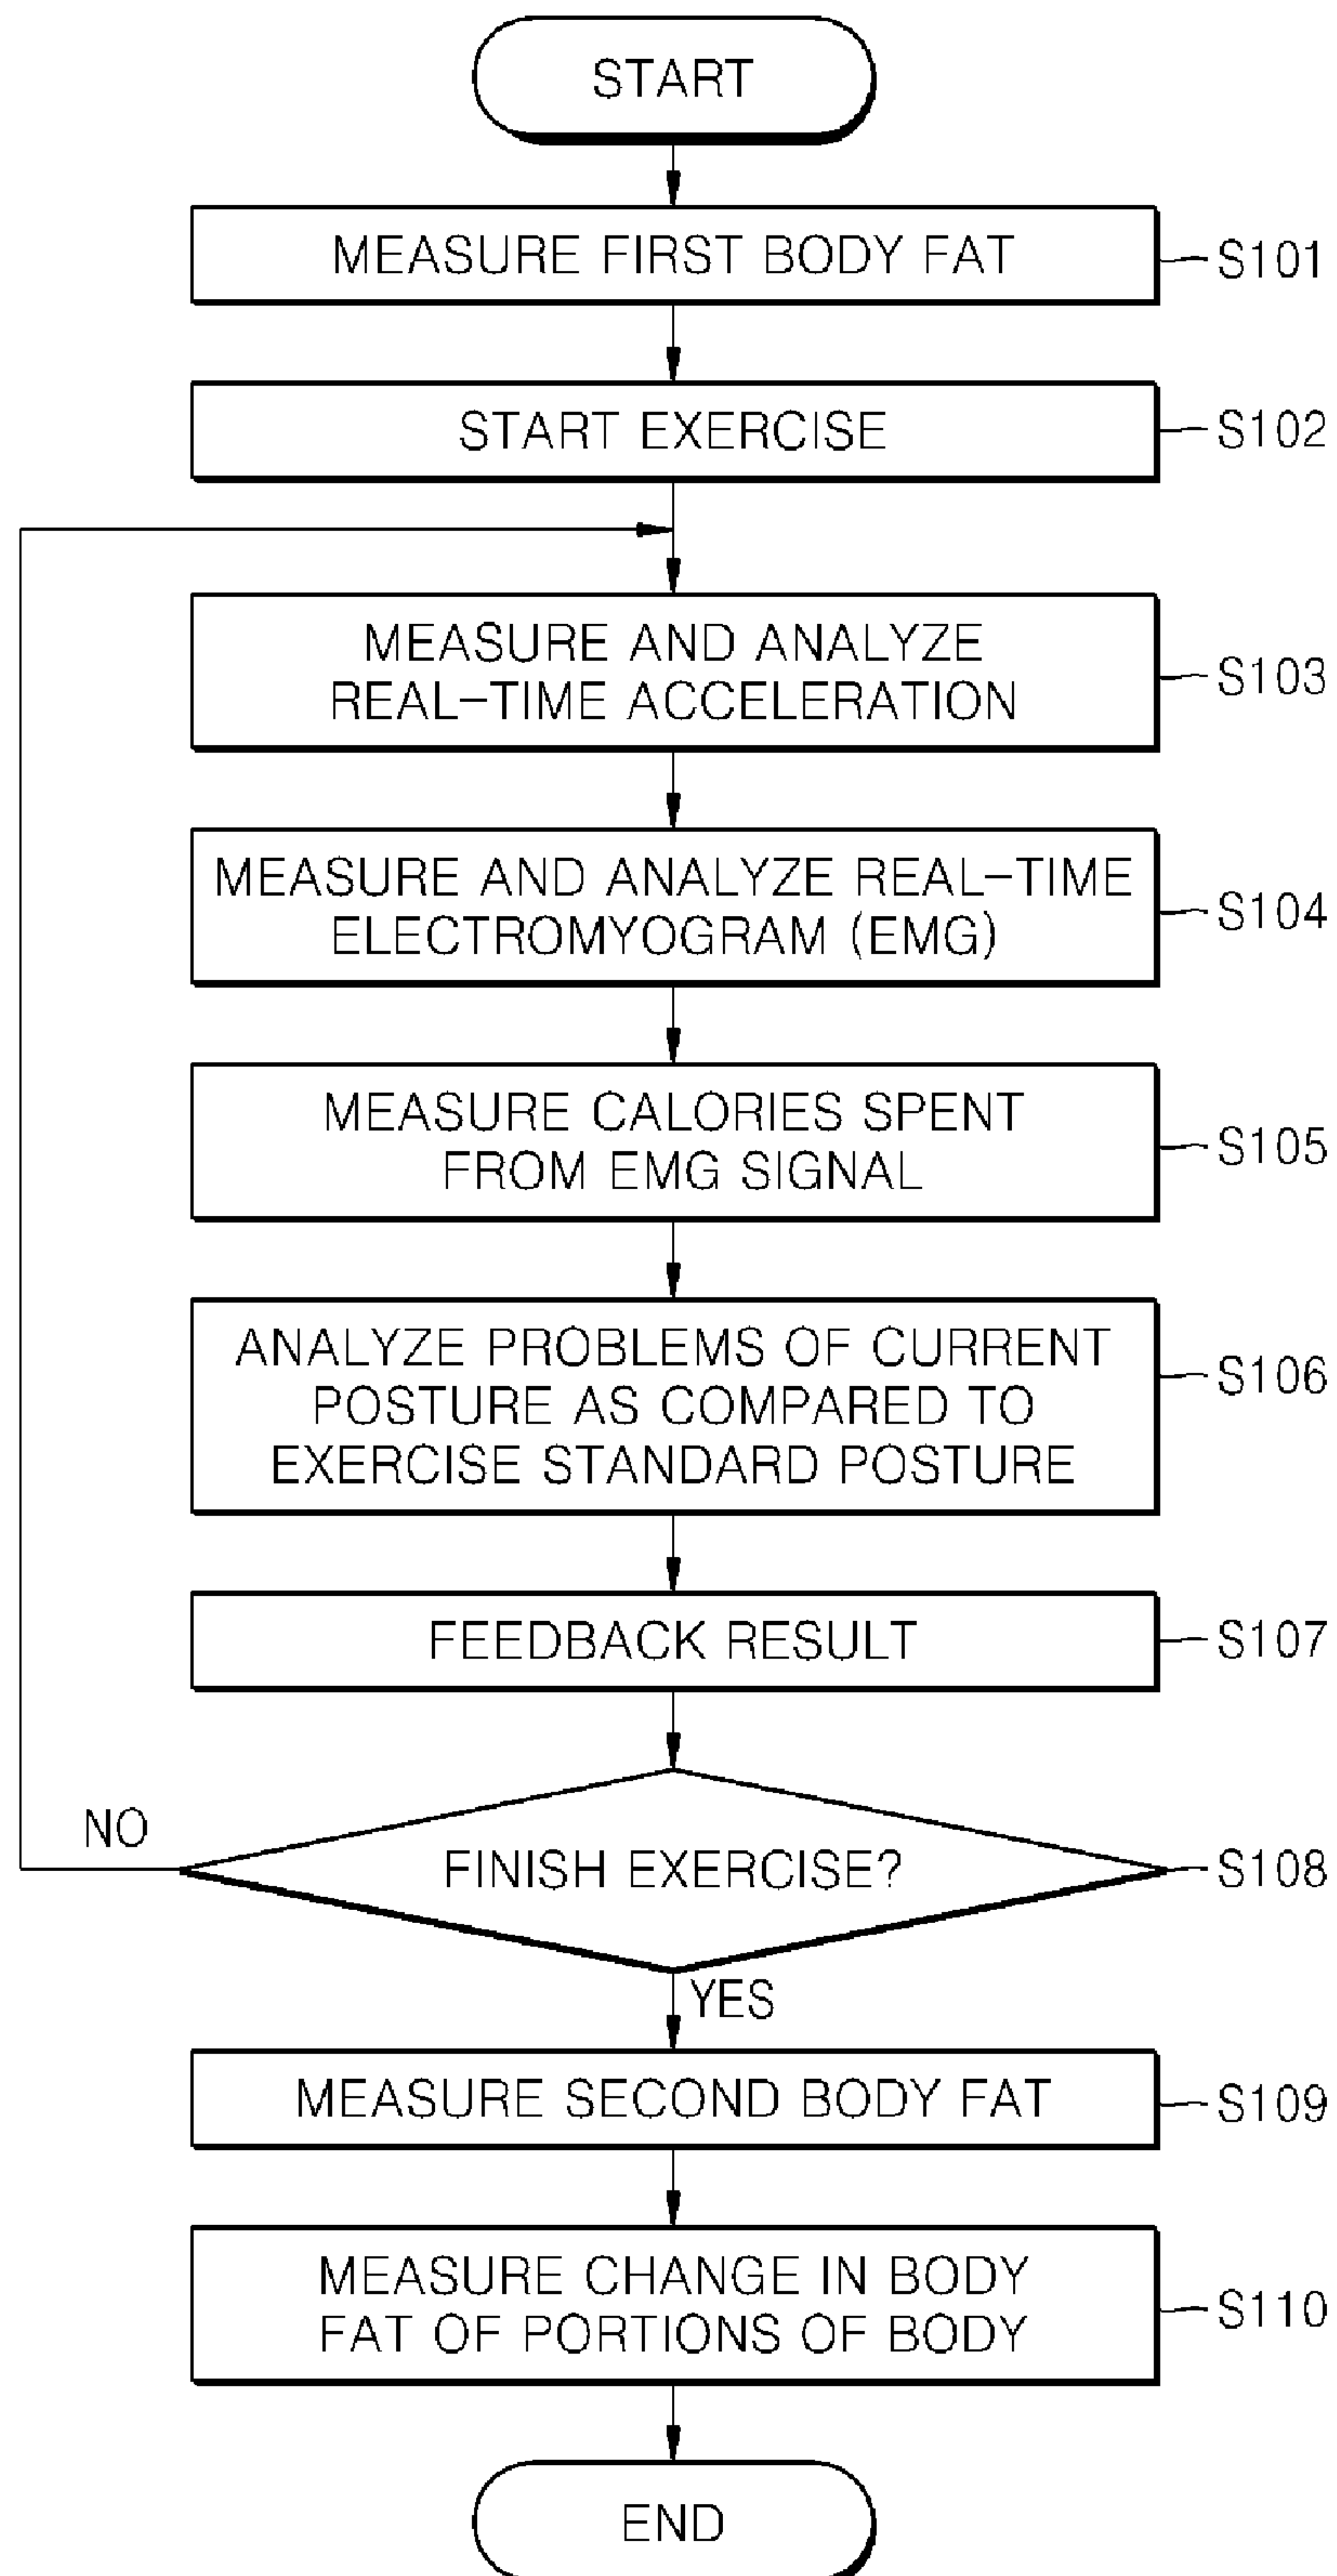 START
MEASURE FIRST BODY FAT
S101
START EXERCISE
S102
MEASURE AND ANALYZE
REAL-TIME ACCELERATION
S103
MEASURE AND ANALYZE REAL-TIME
ELECTROMYOGRAM (EMG)
S104
MEASURE CALORIES SPENT
FROM EMG SIGNAL
S105
ANALYZE PROBLEMS OF CURRENT
POSTURE AS COMPARED TO
EXERCISE STANDARD POSTURE
S106
FEEDBACK RESULT
S107
NO
FINISH EXERCISE?
S108
YES
MEASURE SECOND BODY FAT
S109
MEASURE CHANGE IN BODY
FAT OF PORTIONS OF BODY
S110
END